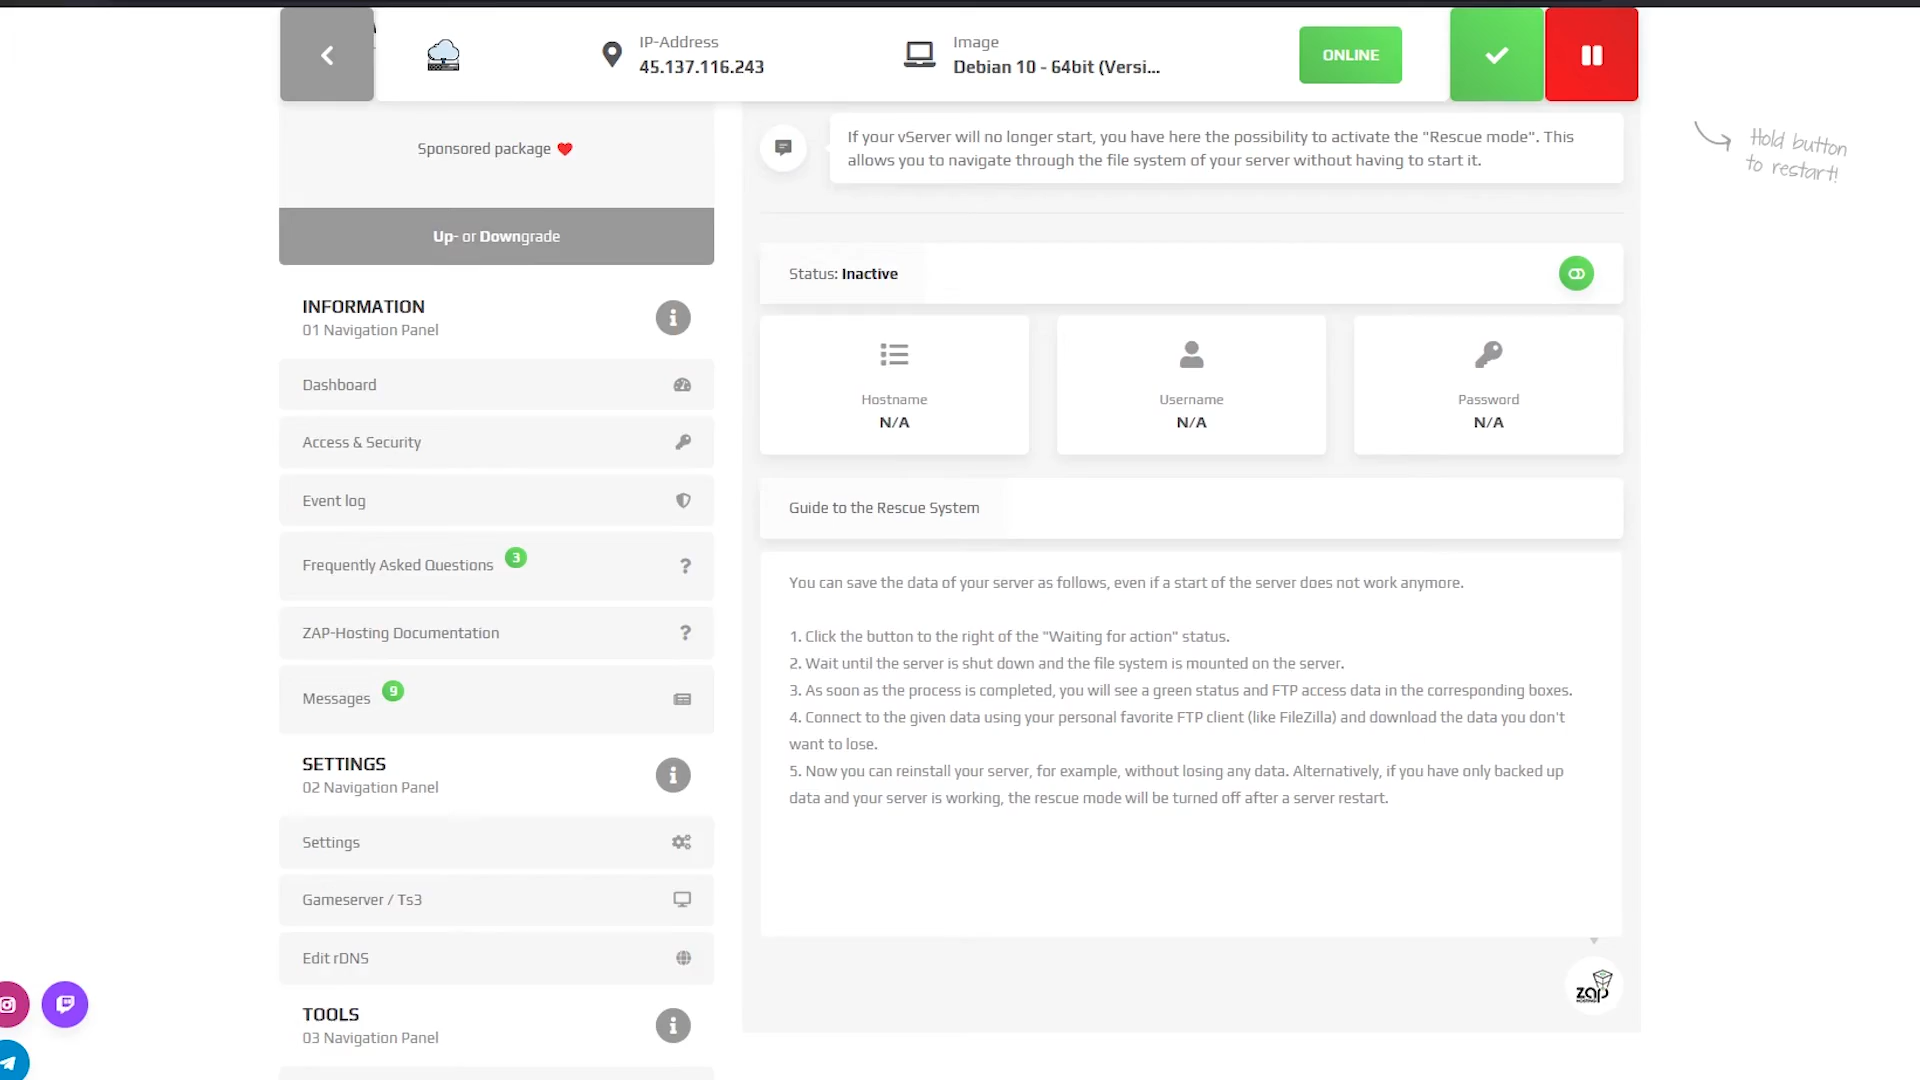 IP-Address
45.137.116.243
Image
Debian 10 - 64bit (Versi...
ONLINE
Hold button
to restart!
Sponsored package
Up- or Downgrade
INFORMATION
01 Navigation Panel
Dashboard
Access & Security
Event log
Frequently Asked Questions 3
ZAP-Hosting Documentation
Messages 9
SETTINGS
02 Navigation Panel
Settings
Gameserver / Ts3
Edit rDNS
TOOLS
03 Navigation Panel
If your vServer will no longer start, you have here the possibility to activate the "Rescue mode". This
allows you to navigate through the file system of your server without having to start it.
Status: Inactive
Hostname
N/A
Username
N/A
Password
N/A
Guide to the Rescue System
You can save the data of your server as follows, even if a start of the server does not work anymore.
1. Click the button to the right of the "Waiting for action" status.
2. Wait until the server is shut down and the file system is mounted on the server.
3. As soon as the process is completed, you will see a green status and FTP access data in the corresponding boxes.
4. Connect to the given data using your personal favorite FTP client (like FileZilla) and download the data you don't
want to lose.
5. Now you can reinstall your server, for example, without losing any data. Alternatively, if you have only backed up
data and your server is working, the rescue mode will be turned off after a server restart.
zap
HOSTING